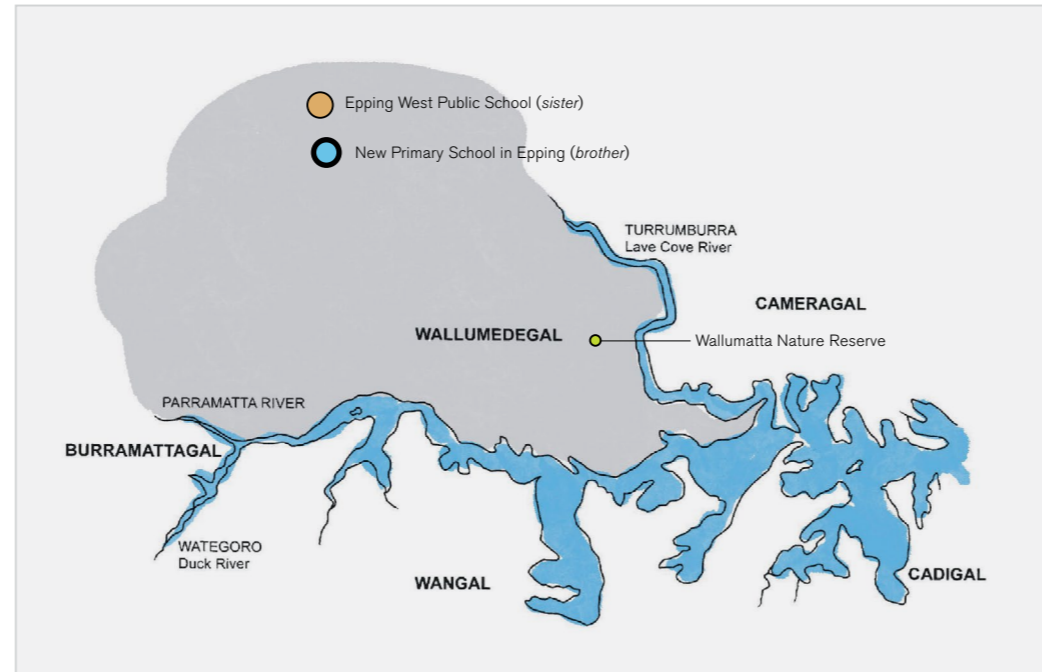 Epping West Public School (sister)
New Primary School in Epping (brother)
TURRUMBURRA
Lave Cove River
CAMERAGAL
WALLUMEDEGAL
Wallumatta Nature Reserve
PARRAMATTA RIVER
BURRAMATTAGAL
WATEGORO
Duck River
WANGAL
CADIGAL